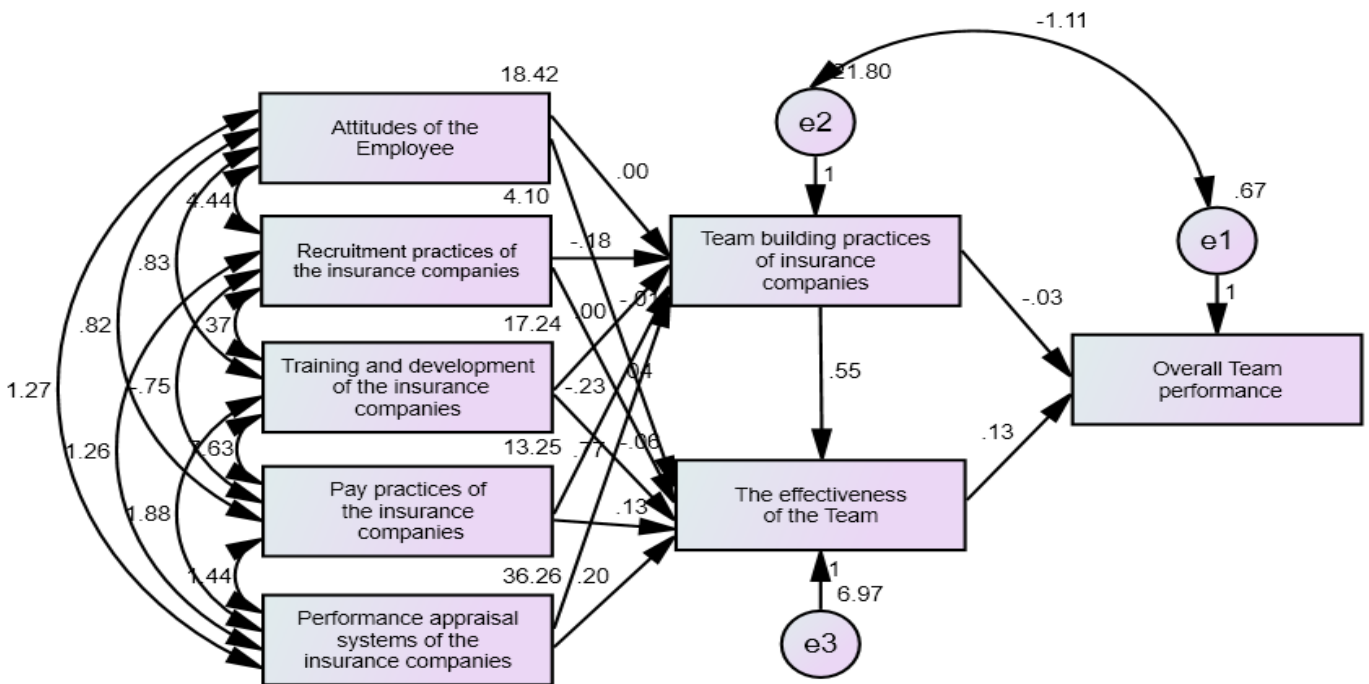 -1.11
18.42
21.80
Attitudes of the
Employee
e2
.00
1
4.44
4.10
.67
e1
Recruitment practices of
the insurance companies
-.18
Team building practices
of insurance
companies
.83
-.01
.00
1
-.03
.82
.37
17.24
Training and development
of the insurance
companies
.04
.55
Overall Team
performance
1.27
-.75
-.23
1.26
7.63
13.25
.77
-.06
.13
Pay practices of
the insurance
companies
The effectiveness
of the Team
1.88
.13
1.44
36.26
.20
1
6.97
Performance appraisal
systems of the
insurance companies
e3